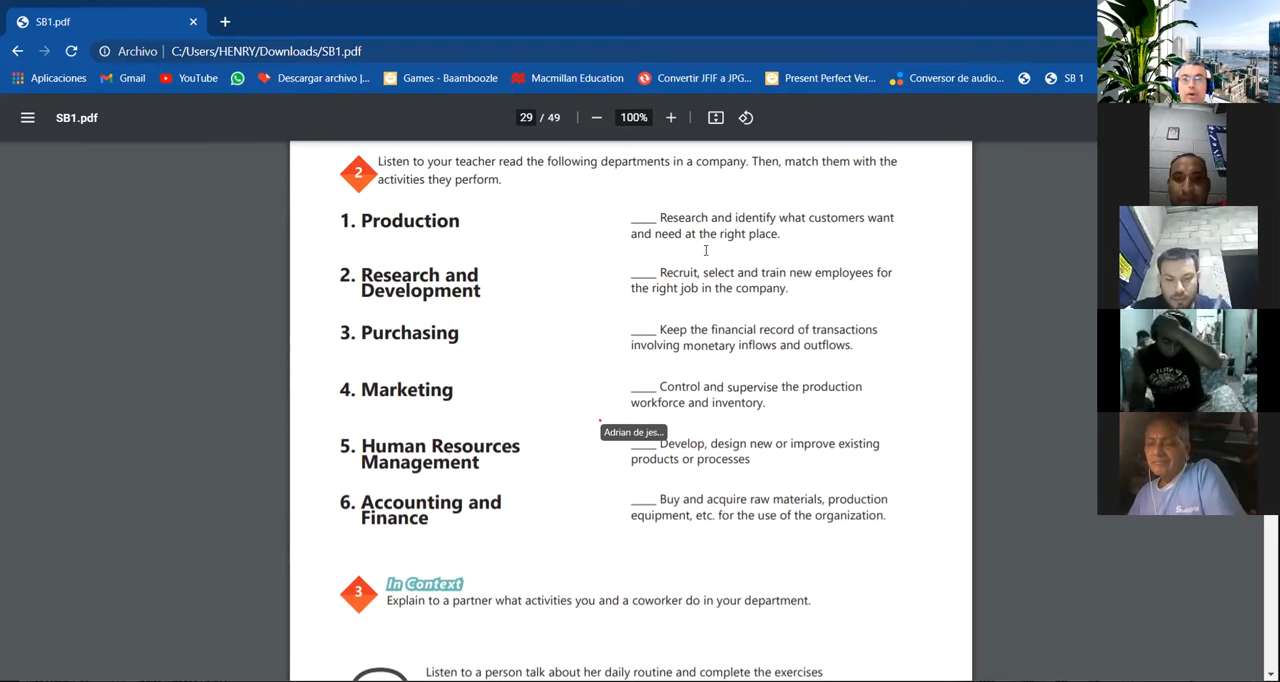 SB1.pdf
Archivo
C:/Users/HENRY/Downloads/SB1.pdf
Aplicaciones
Gmail
YouTube
Descargar archivo |...
Games - Baamboozle
Macmillan Education
Convertir JFIF a JPG...
Present Perfect Ver...
Conversor de audio...
SB 1
SB1.pdf
29 / 49
100%
2
Listen to your teacher read the following departments in a company. Then, match them with the
activities they perform.
1. Production
____ Research and identify what customers want
and need at the right place.
2. Research and
Development
____ Recruit, select and train new employees for
the right job in the company.
3. Purchasing
____ Keep the financial record of transactions
involving monetary inflows and outflows.
4. Marketing
____ Control and supervise the production
workforce and inventory.
Adrian de jes...
5. Human Resources
Management
____ Develop, design new or improve existing
products or processes
6. Accounting and
Finance
____ Buy and acquire raw materials, production
equipment, etc. for the use of the organization.
3
In Context
Explain to a partner what activities you and a coworker do in your department.
Listen to a person talk about her daily routine and complete the exercises